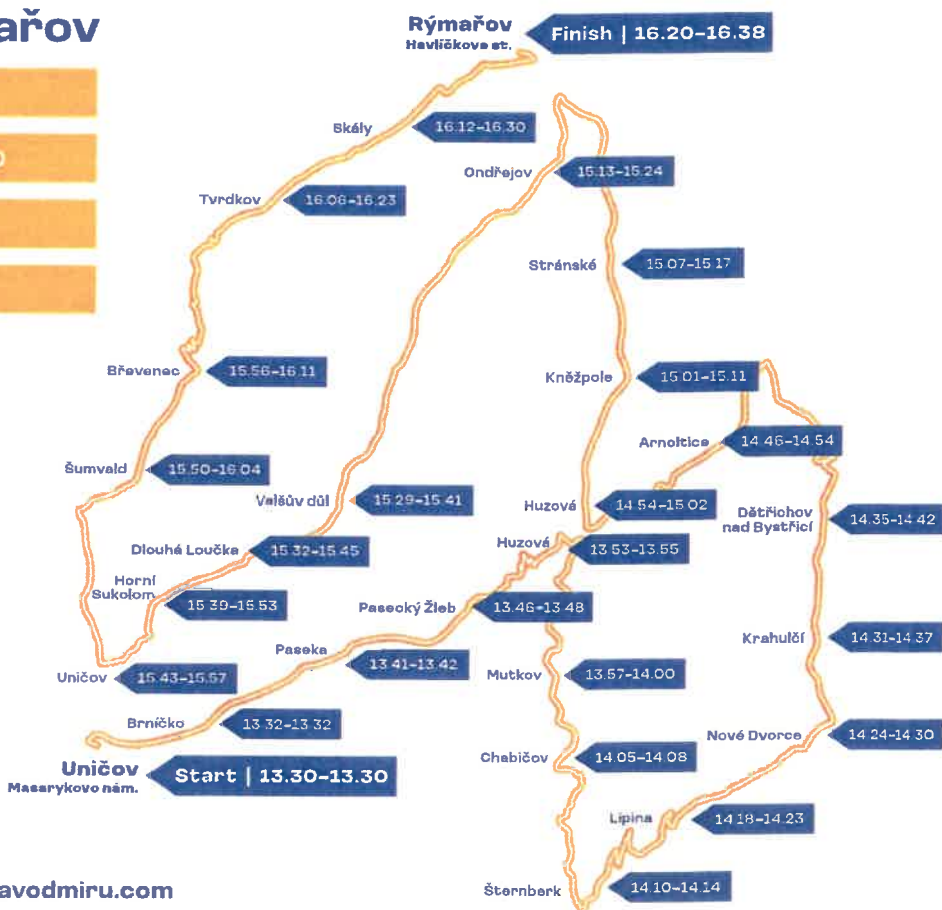 ařov
Rýmařov
Havlíčkova st.
Finish | 16.20–16.38
Skály
16.12–16.30
Ondřejov
15.13–15.24
Tvrdkov
16.08–16.23
Stránské
15.07–15.17
Břevenec
15.56–16.11
Kněžpole
15.01–15.11
Arnoltice
14.46–14.54
Šumvald
15.50–16.04
Valšův důl
15.29–15.41
Huzová
14.54–15.02
Dětřichov
nad Bystřicí
14.35–14.42
Dlouhá Loučka
15.32–15.45
Huzová
13.53–13.55
Horní
Sukolom
15.39–15.53
Pasecký Žleb
13.46–13.48
Krahulčí
14.31–14.37
Paseka
13.41–13.42
Uničov
15.43–15.57
Mutkov
13.57–14.00
Brníčko
13.32–13.32
Nové Dvorce
14.24–14.30
Chabičov
14.05–14.08
Uničov
Masarykovo nám.
Start | 13.30–13.30
Lipina
14.18–14.23
Šternberk
14.10–14.14
avodmiru.com